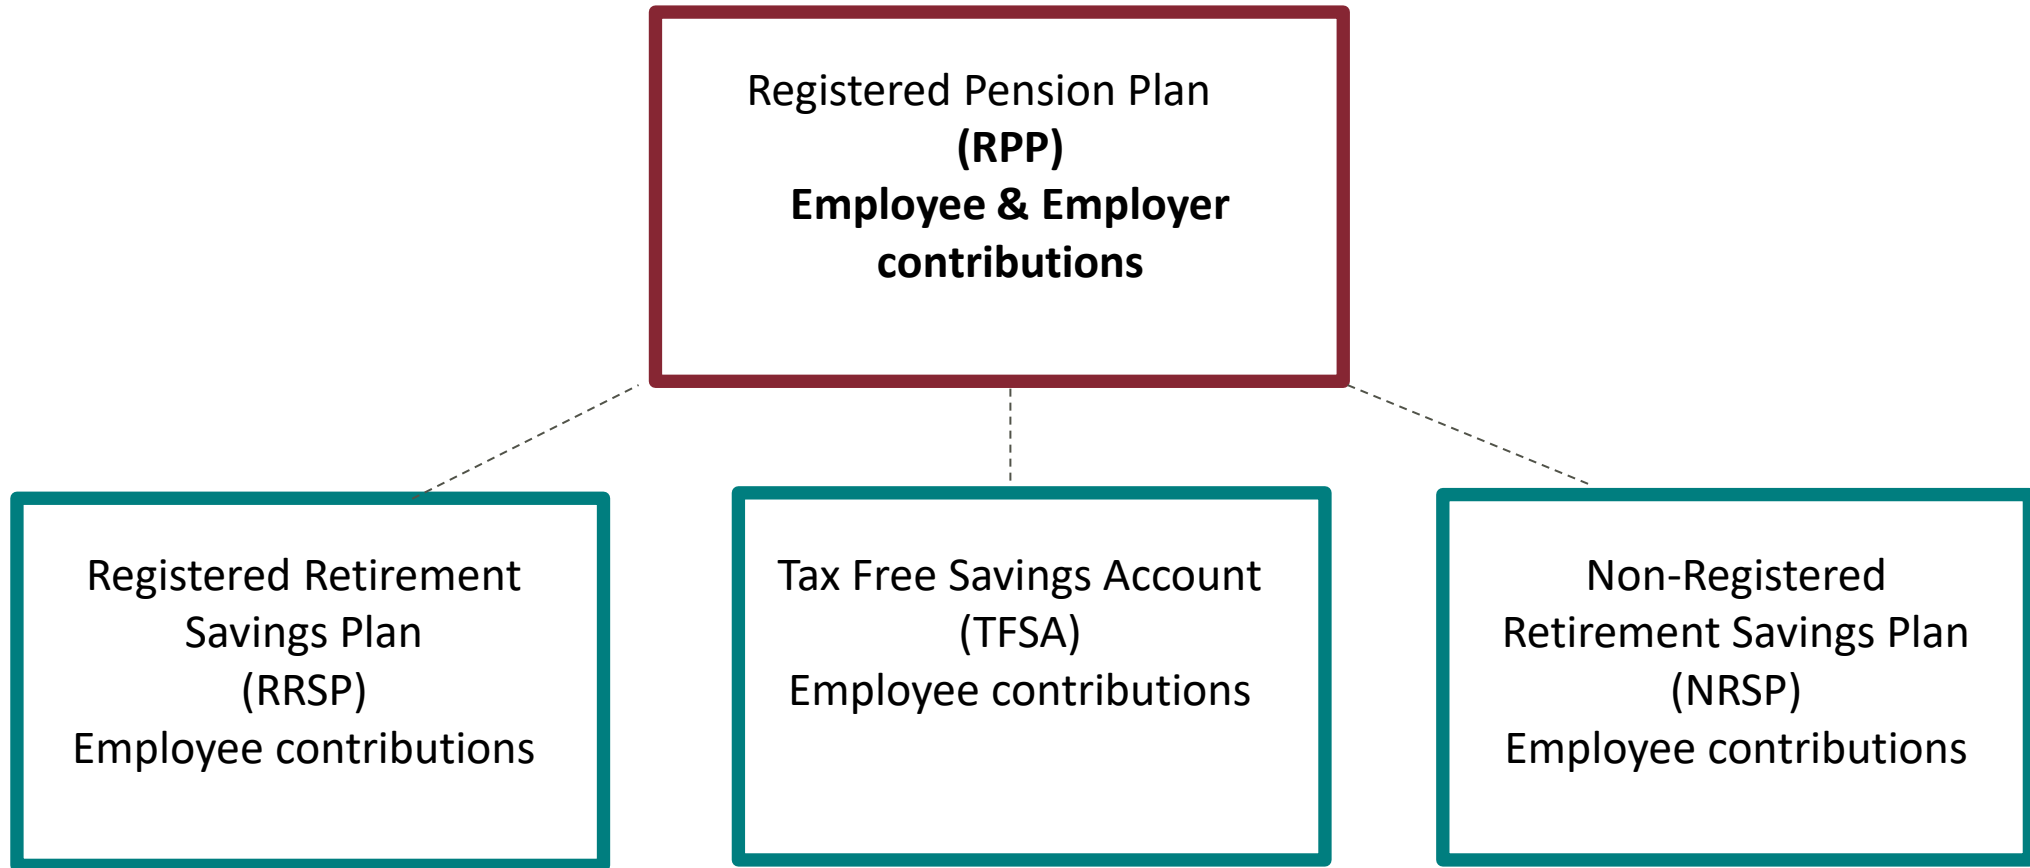 Registered Pension Plan
(RPP)
Employee & Employer
contributions
Registered Retirement
Savings Plan
(RRSP)
Employee contributions
Tax Free Savings Account
(TFSA)
Employee contributions
Non-Registered
Retirement Savings Plan
(NRSP)
Employee contributions